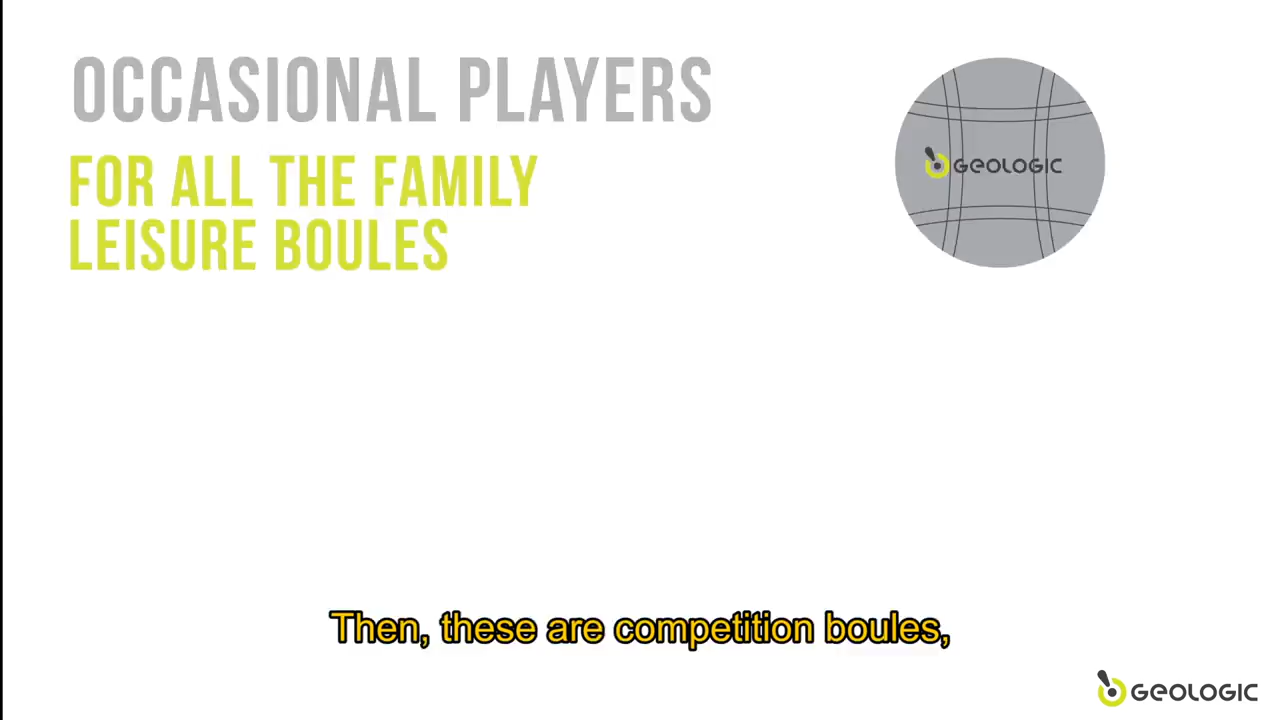 OCCASIONAL PLAYERS
FOR ALL THE FAMILY
LEISURE BOULES
GEOLOGIC
Then, these are competition boules,
GEOLOGIC